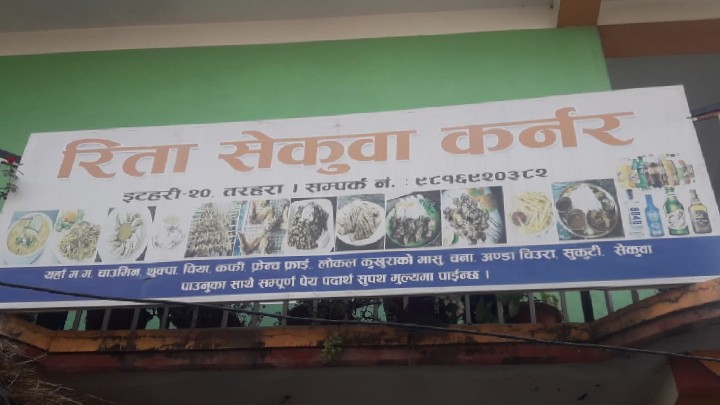 रिता सेकुवा कर्नर
इटहरी-२०, तरहरा । सम्पर्क नं. : ९८१६९२०३८२
यहाँ म.म. चाउमिन, थुक्पा, चिया, कफी, फ्रेन्च फ्राई, लोकल कुखुराको मासु, चना, अण्डा चिउरा, सुकुटी, सेकुवा
पाउनुका साथै सम्पूर्ण पेय पदार्थ सुपथ मुल्यमा पाईन्छ ।